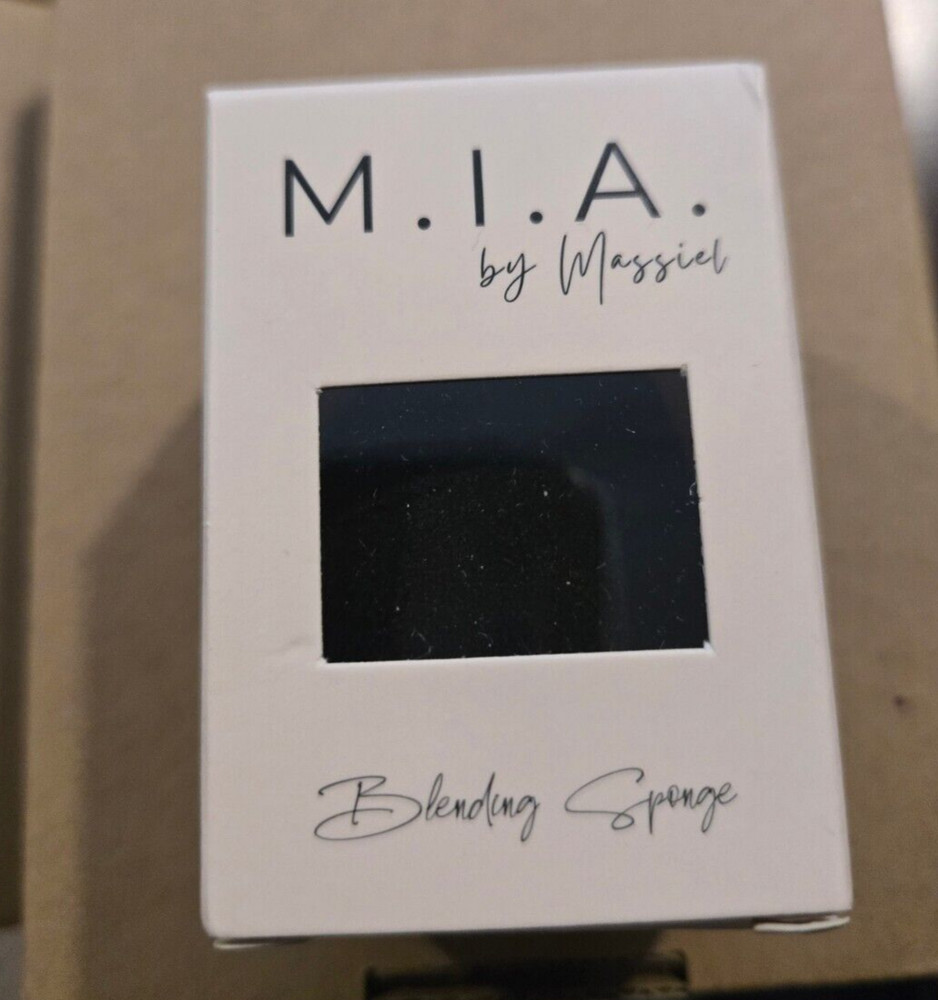 M.I.A.
by Massiel
Blending Sponge